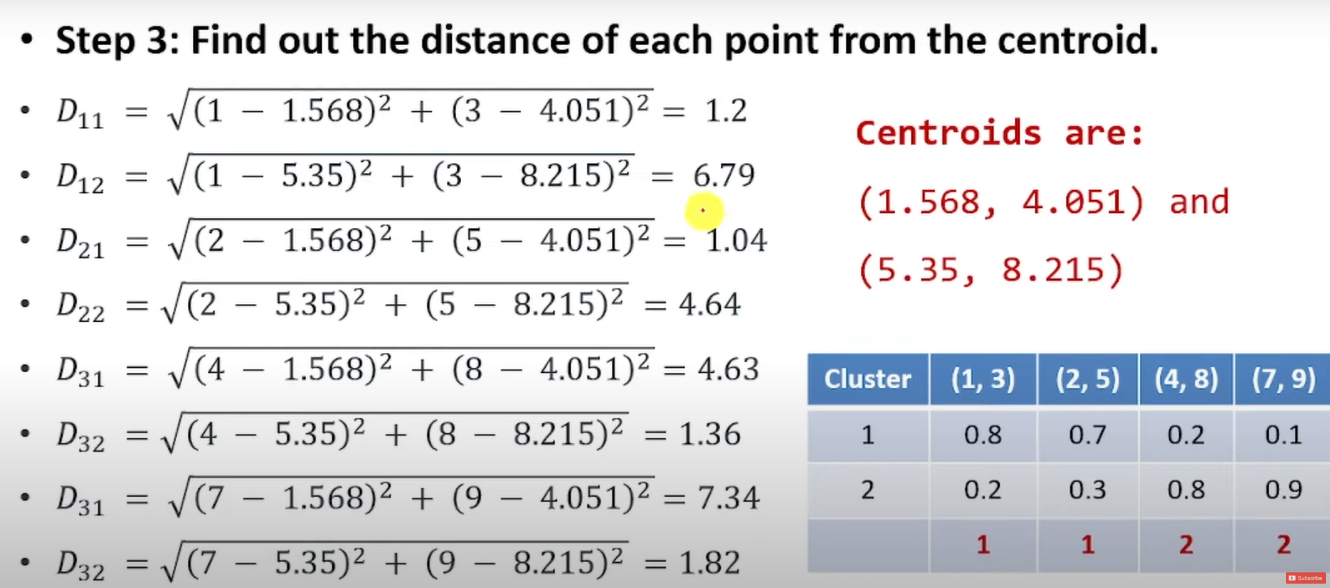 • Step 3: Find out the distance of each point from the centroid.
• D₁₁ = √(1 − 1.568)² + (3 − 4.051)² = 1.2
• D₁₂ = √(1 − 5.35)² + (3 − 8.215)² = 6.79
• D₂₁ = √(2 − 1.568)² + (5 − 4.051)² = 1.04
• D₂₂ = √(2 − 5.35)² + (5 − 8.215)² = 4.64
• D₃₁ = √(4 − 1.568)² + (8 − 4.051)² = 4.63
• D₃₂ = √(4 − 5.35)² + (8 − 8.215)² = 1.36
• D₃₁ = √(7 − 1.568)² + (9 − 4.051)² = 7.34
• D₃₂ = √(7 − 5.35)² + (9 − 8.215)² = 1.82
Centroids are:
(1.568, 4.051) and
(5.35, 8.215)
Cluster (1, 3) (2, 5) (4, 8) (7, 9)
1 0.8 0.7 0.2 0.1
2 0.2 0.3 0.8 0.9
1 1 2 2
Subscribe